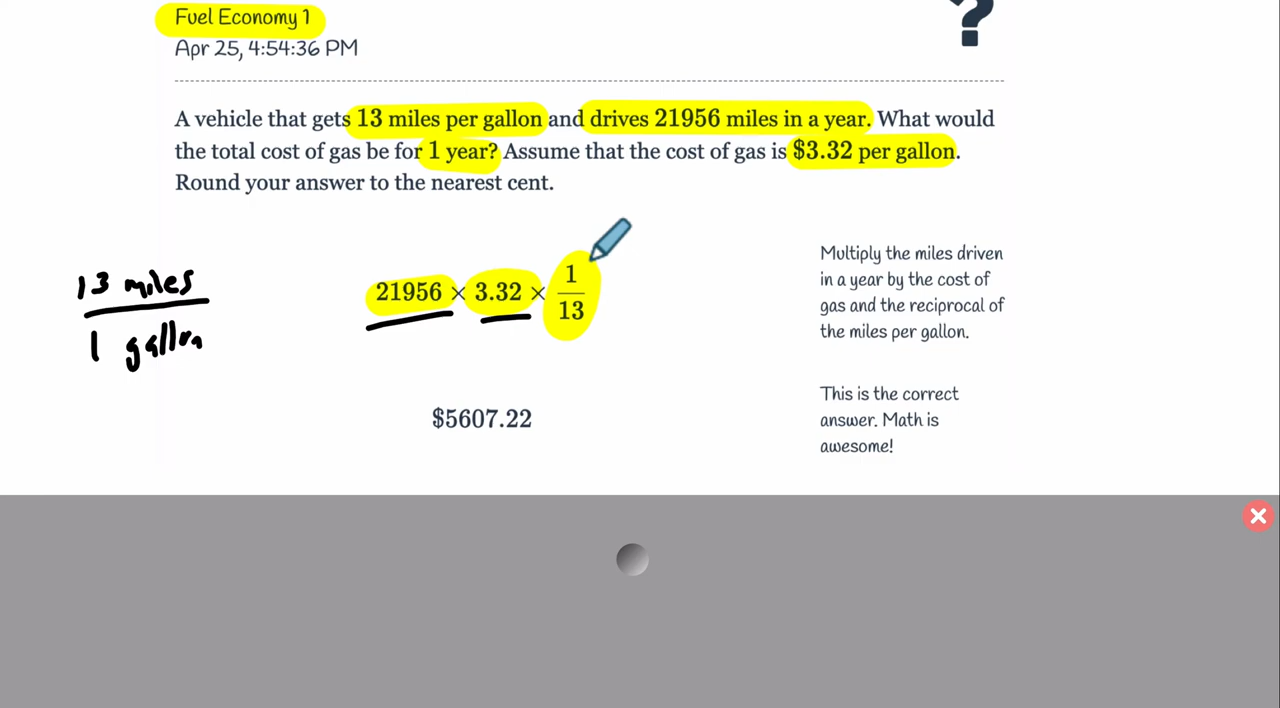 Fuel Economy 1
?
Apr 25, 4:54:36 PM
A vehicle that gets 13 miles per gallon and drives 21956 miles in a year. What would
the total cost of gas be for 1 year? Assume that the cost of gas is $3.32 per gallon.
Round your answer to the nearest cent.
13 miles
1 gallon
21956 × 3.32 × 1/13
Multiply the miles driven
in a year by the cost of
gas and the reciprocal of
the miles per gallon.
$5607.22
This is the correct
answer. Math is
awesome!